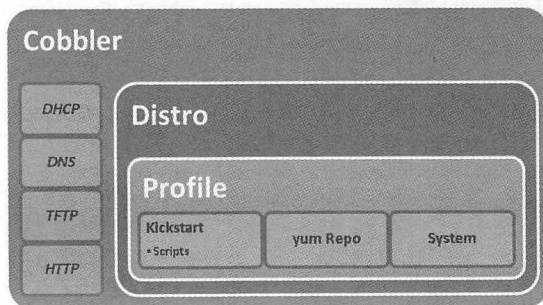 Cobbler
DHCP
DNS
TFTP
HTTP
Distro
Profile
Kickstart
• Scripts
yum Repo
System